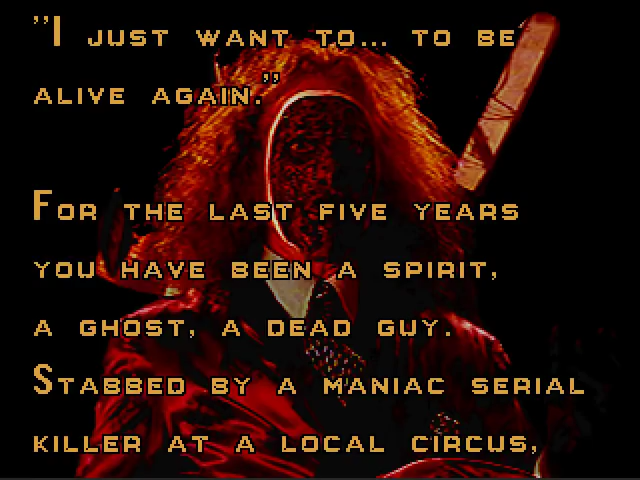 "I just want to... to be
alive again."
For the last five years
you have been a spirit,
a ghost, a dead guy.
Stabbed by a maniac serial
killer at a local circus,